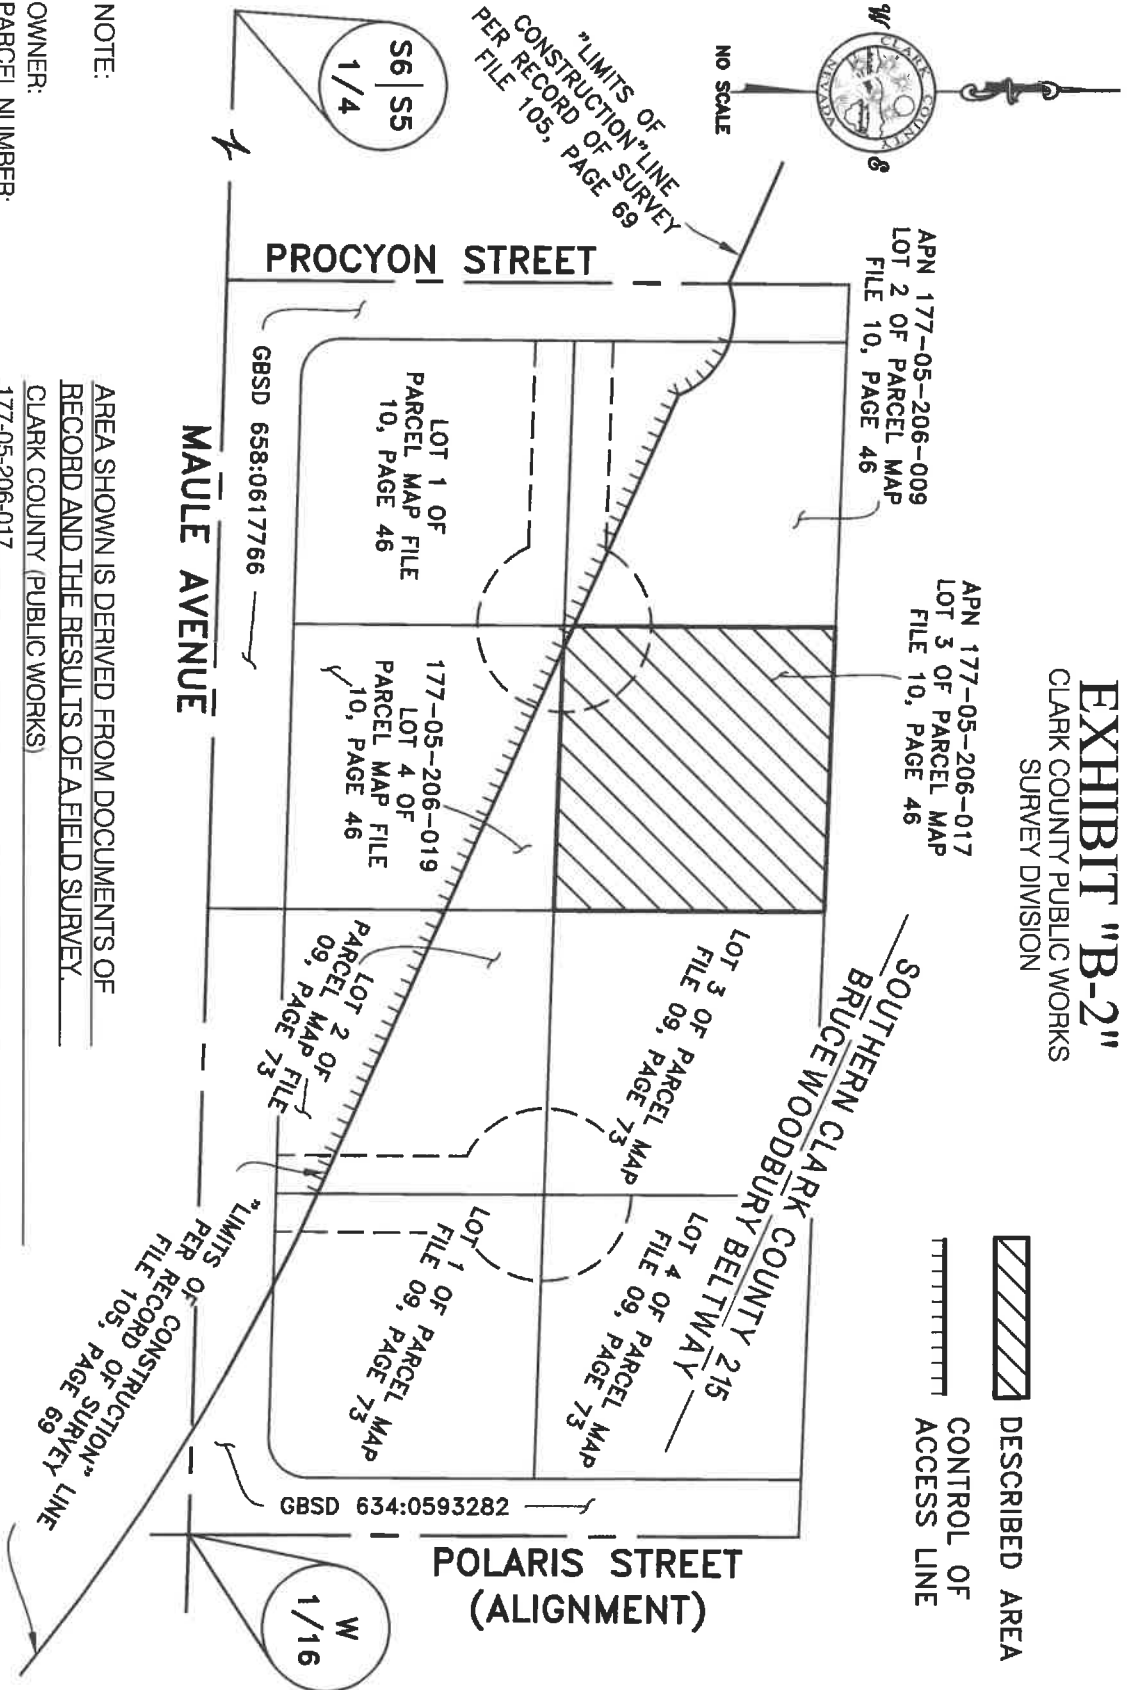 EXHIBIT "B-2"
CLARK COUNTY PUBLIC WORKS
SURVEY DIVISION
W
E
CLARK COUNTY
NEVADA
NO SCALE
DESCRIBED AREA
CONTROL OF
ACCESS LINE
"LIMITS OF
CONSTRUCTION" LINE
PER RECORD OF SURVEY
FILE 105, PAGE 69
APN 177-05-206-009
LOT 2 OF PARCEL MAP
FILE 10, PAGE 46
APN 177-05-206-017
LOT 3 OF PARCEL MAP
FILE 10, PAGE 46
SOUTHERN CLARK COUNTY 215
BRUCE WOODBURY BELTWAY
PROCYON STREET
LOT 3 OF PARCEL MAP
FILE 09, PAGE 73
LOT 4 OF PARCEL MAP
FILE 09, PAGE 73
POLARIS STREET
(ALIGNMENT)
LOT 1 OF
PARCEL MAP FILE
10, PAGE 46
177-05-206-019
LOT 4 OF
PARCEL MAP FILE
10, PAGE 46
LOT 2 OF
PARCEL MAP FILE
09, PAGE 73
LOT 1 OF PARCEL MAP
FILE 09, PAGE 73
GBSD 658:0617766
GBSD 634:0593282
S6 S5
1/4
MAULE AVENUE
"LIMITS OF CONSTRUCTION" LINE
PER RECORD OF SURVEY
FILE 105, PAGE 69
W
1/16
NOTE: AREA SHOWN IS DERIVED FROM DOCUMENTS OF
RECORD AND THE RESULTS OF A FIELD SURVEY.
OWNER: CLARK COUNTY (PUBLIC WORKS)
PARCEL NUMBER: 177-05-206-017